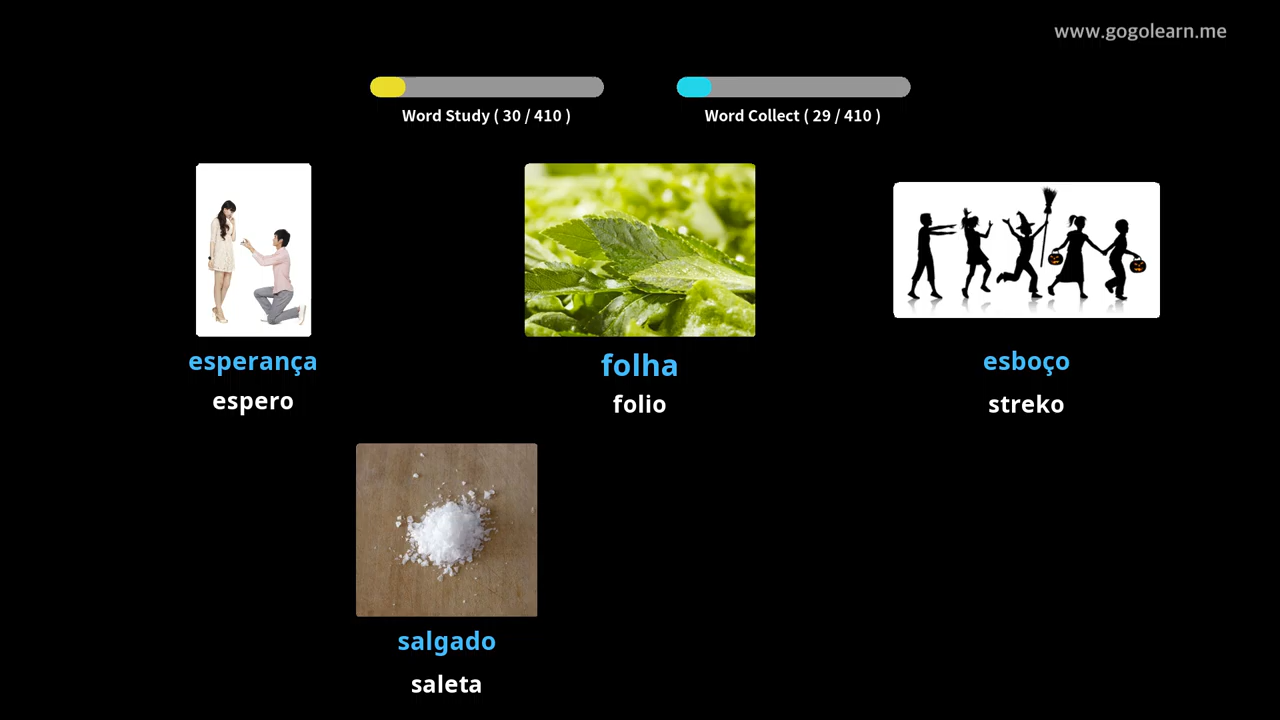 www.gogolearn.me
Word Study ( 30 / 410 )
Word Collect ( 29 / 410 )
esperança
espero
folha
folio
esboço
streko
salgado
saleta